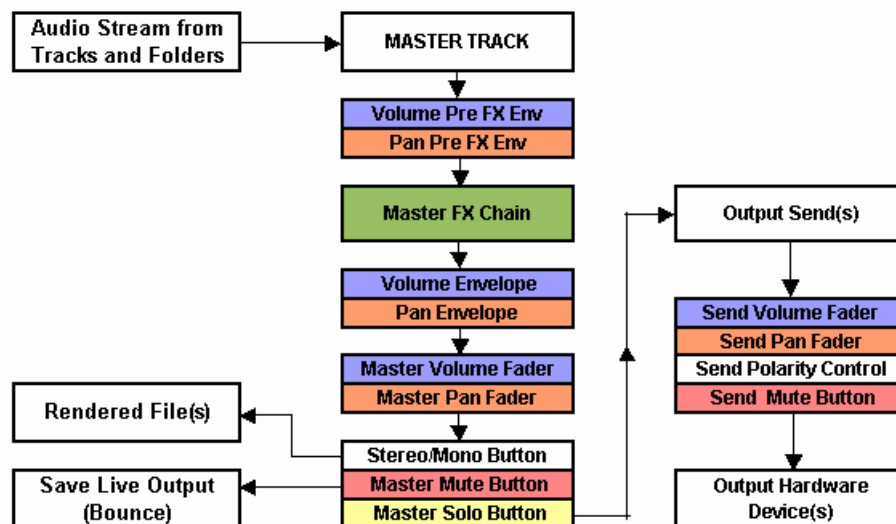 Audio Stream from
Tracks and Folders
MASTER TRACK
Volume Pre FX Env
Pan Pre FX Env
Master FX Chain
Volume Envelope
Pan Envelope
Master Volume Fader
Master Pan Fader
Stereo/Mono Button
Master Mute Button
Master Solo Button
Rendered File(s)
Save Live Output
(Bounce)
Output Send(s)
Send Volume Fader
Send Pan Fader
Send Polarity Control
Send Mute Button
Output Hardware
Device(s)